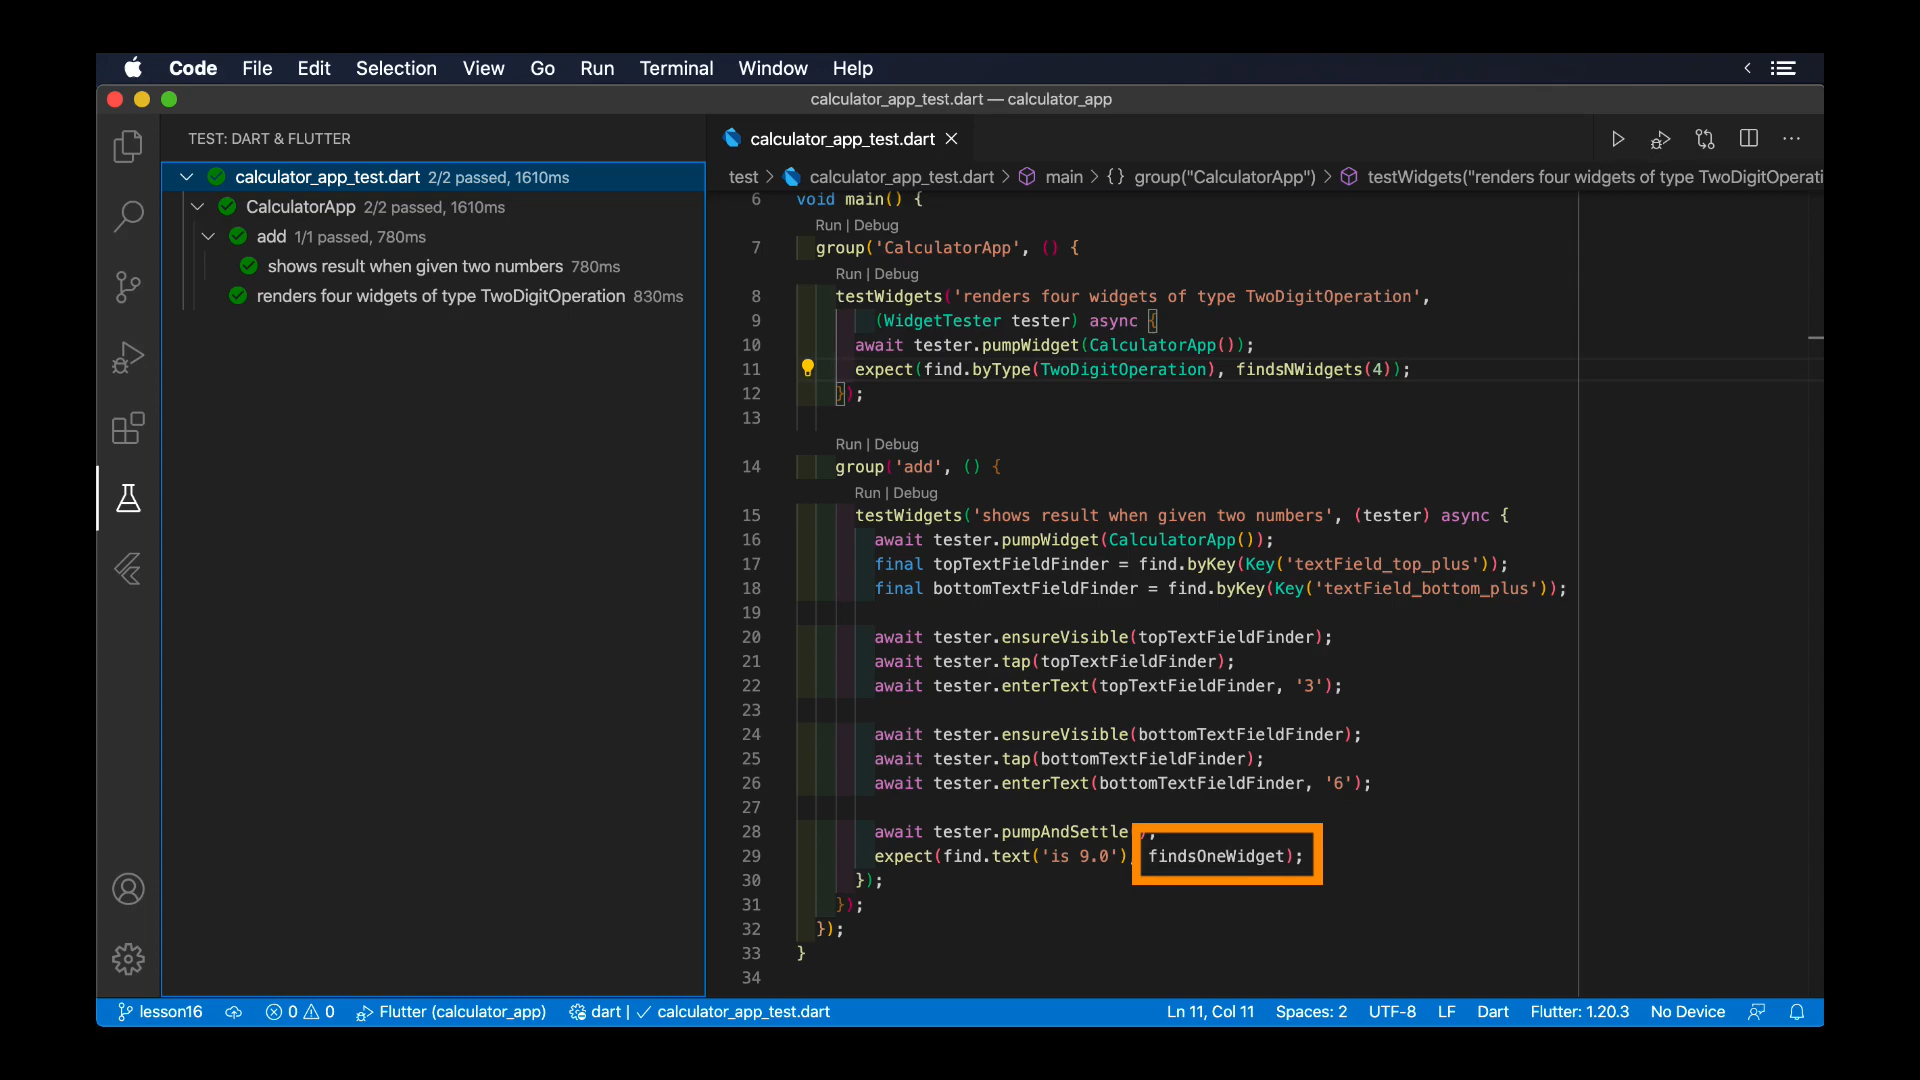 Code File Edit Selection View Go Run Terminal Window Help
calculator_app_test.dart — calculator_app
TEST: DART & FLUTTER
calculator_app_test.dart 2/2 passed, 1610ms
CalculatorApp 2/2 passed, 1610ms
add 1/1 passed, 780ms
shows result when given two numbers 780ms
renders four widgets of type TwoDigitOperation 830ms
calculator_app_test.dart
test > calculator_app_test.dart > main > {} group("CalculatorApp") > testWidgets("renders four widgets of type TwoDigitOperati
6 void main() {
Run | Debug
7 group('CalculatorApp', () {
Run | Debug
8 testWidgets('renders four widgets of type TwoDigitOperation',
9 (WidgetTester tester) async {
10 await tester.pumpWidget(CalculatorApp());
11 expect(find.byType(TwoDigitOperation), findsNWidgets(4));
12 });
13
Run | Debug
14 group('add', () {
Run | Debug
15 testWidgets('shows result when given two numbers', (tester) async {
16 await tester.pumpWidget(CalculatorApp());
17 final topTextFieldFinder = find.byKey(Key('textField_top_plus'));
18 final bottomTextFieldFinder = find.byKey(Key('textField_bottom_plus'));
19
20 await tester.ensureVisible(topTextFieldFinder);
21 await tester.tap(topTextFieldFinder);
22 await tester.enterText(topTextFieldFinder, '3');
23
24 await tester.ensureVisible(bottomTextFieldFinder);
25 await tester.tap(bottomTextFieldFinder);
26 await tester.enterText(bottomTextFieldFinder, '6');
27
28 await tester.pumpAndSettle();
29 expect(find.text('is 9.0'), findsOneWidget);
30 });
31 });
32 });
33 }
34
lesson16 0 0 Flutter (calculator_app) dart | ✓ calculator_app_test.dart Ln 11, Col 11 Spaces: 2 UTF-8 LF Dart Flutter: 1.20.3 No Device